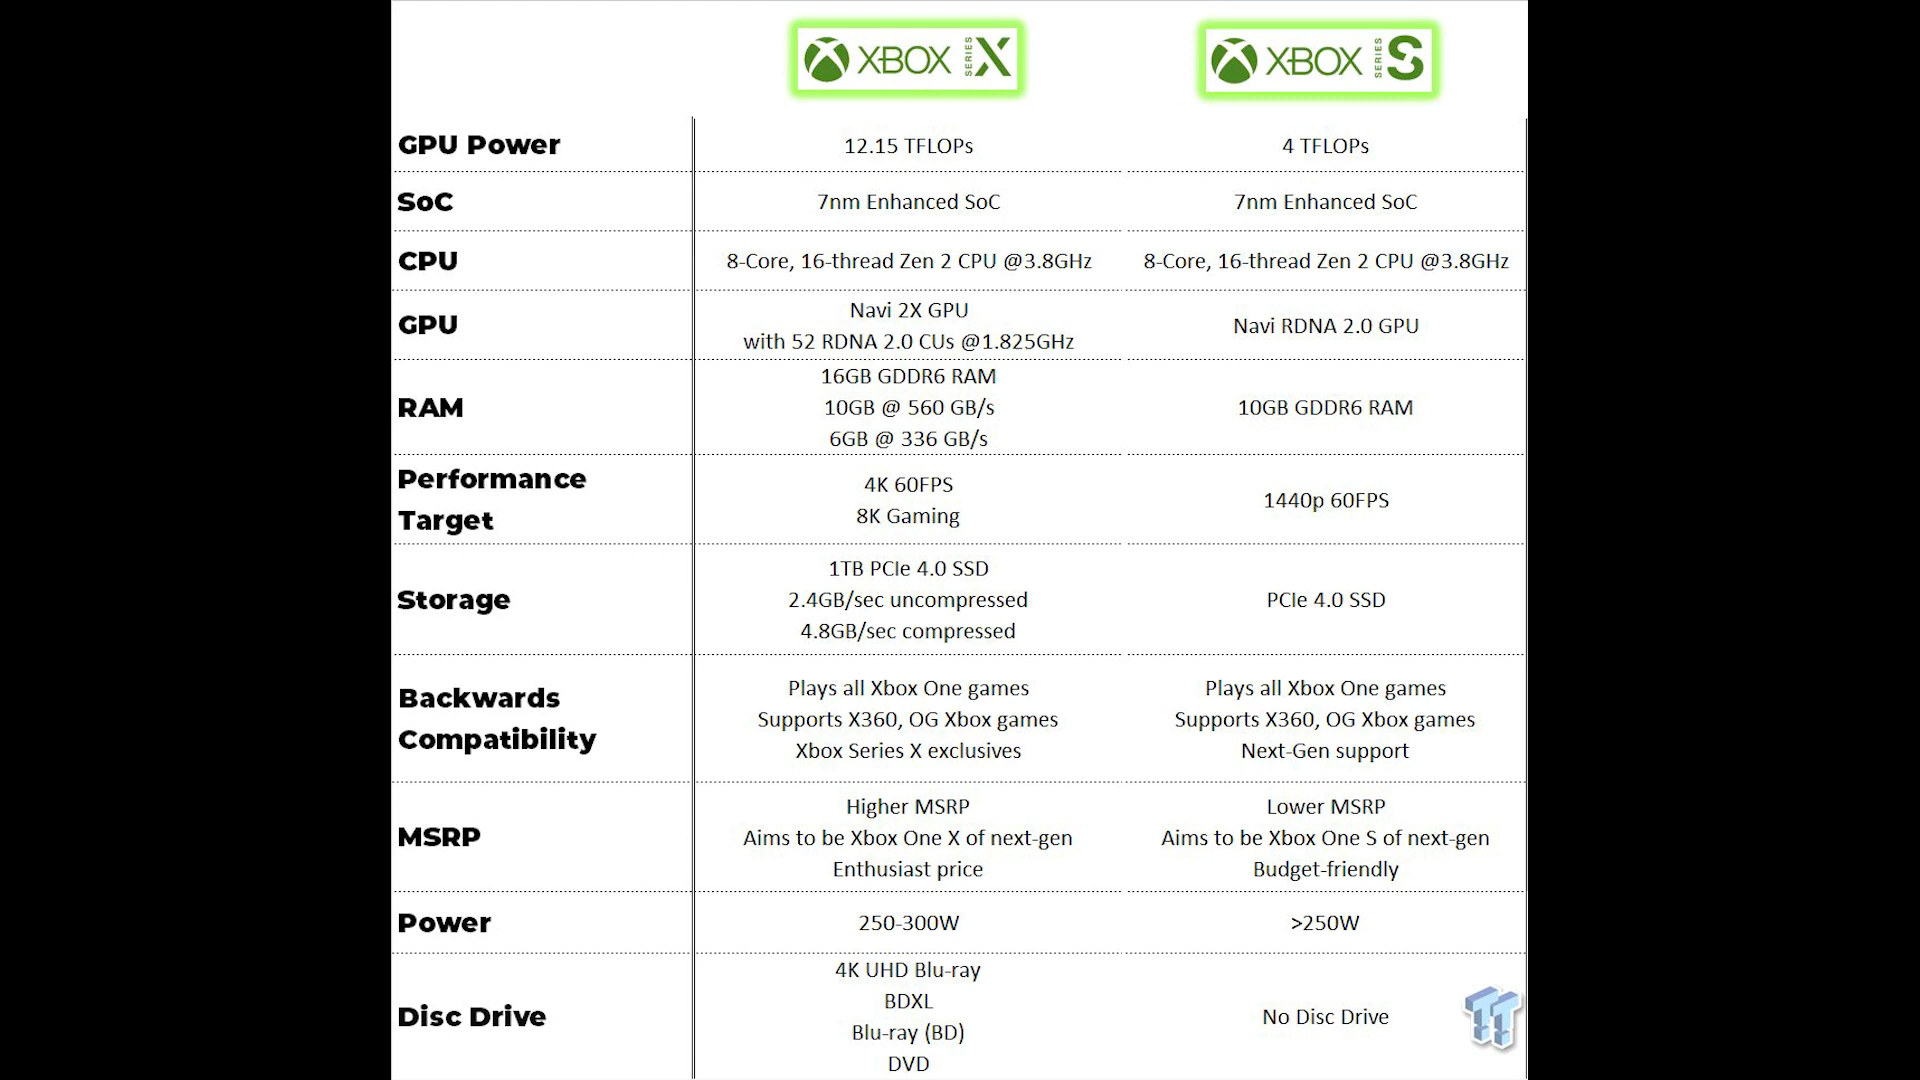 XBOX SERIES X
XBOX SERIES S
GPU Power
12.15 TFLOPs
4 TFLOPs
SoC
7nm Enhanced SoC
7nm Enhanced SoC
CPU
8-Core, 16-thread Zen 2 CPU @3.8GHz
8-Core, 16-thread Zen 2 CPU @3.8GHz
GPU
Navi 2X GPU
with 52 RDNA 2.0 CUs @1.825GHz
Navi RDNA 2.0 GPU
RAM
16GB GDDR6 RAM
10GB @ 560 GB/s
6GB @ 336 GB/s
10GB GDDR6 RAM
Performance
Target
4K 60FPS
8K Gaming
1440p 60FPS
Storage
1TB PCIe 4.0 SSD
2.4GB/sec uncompressed
4.8GB/sec compressed
PCIe 4.0 SSD
Backwards
Compatibility
Plays all Xbox One games
Supports X360, OG Xbox games
Xbox Series X exclusives
Plays all Xbox One games
Supports X360, OG Xbox games
Next-Gen support
MSRP
Higher MSRP
Aims to be Xbox One X of next-gen
Enthusiast price
Lower MSRP
Aims to be Xbox One S of next-gen
Budget-friendly
Power
250-300W
>250W
Disc Drive
4K UHD Blu-ray
BDXL
Blu-ray (BD)
DVD
No Disc Drive
TT